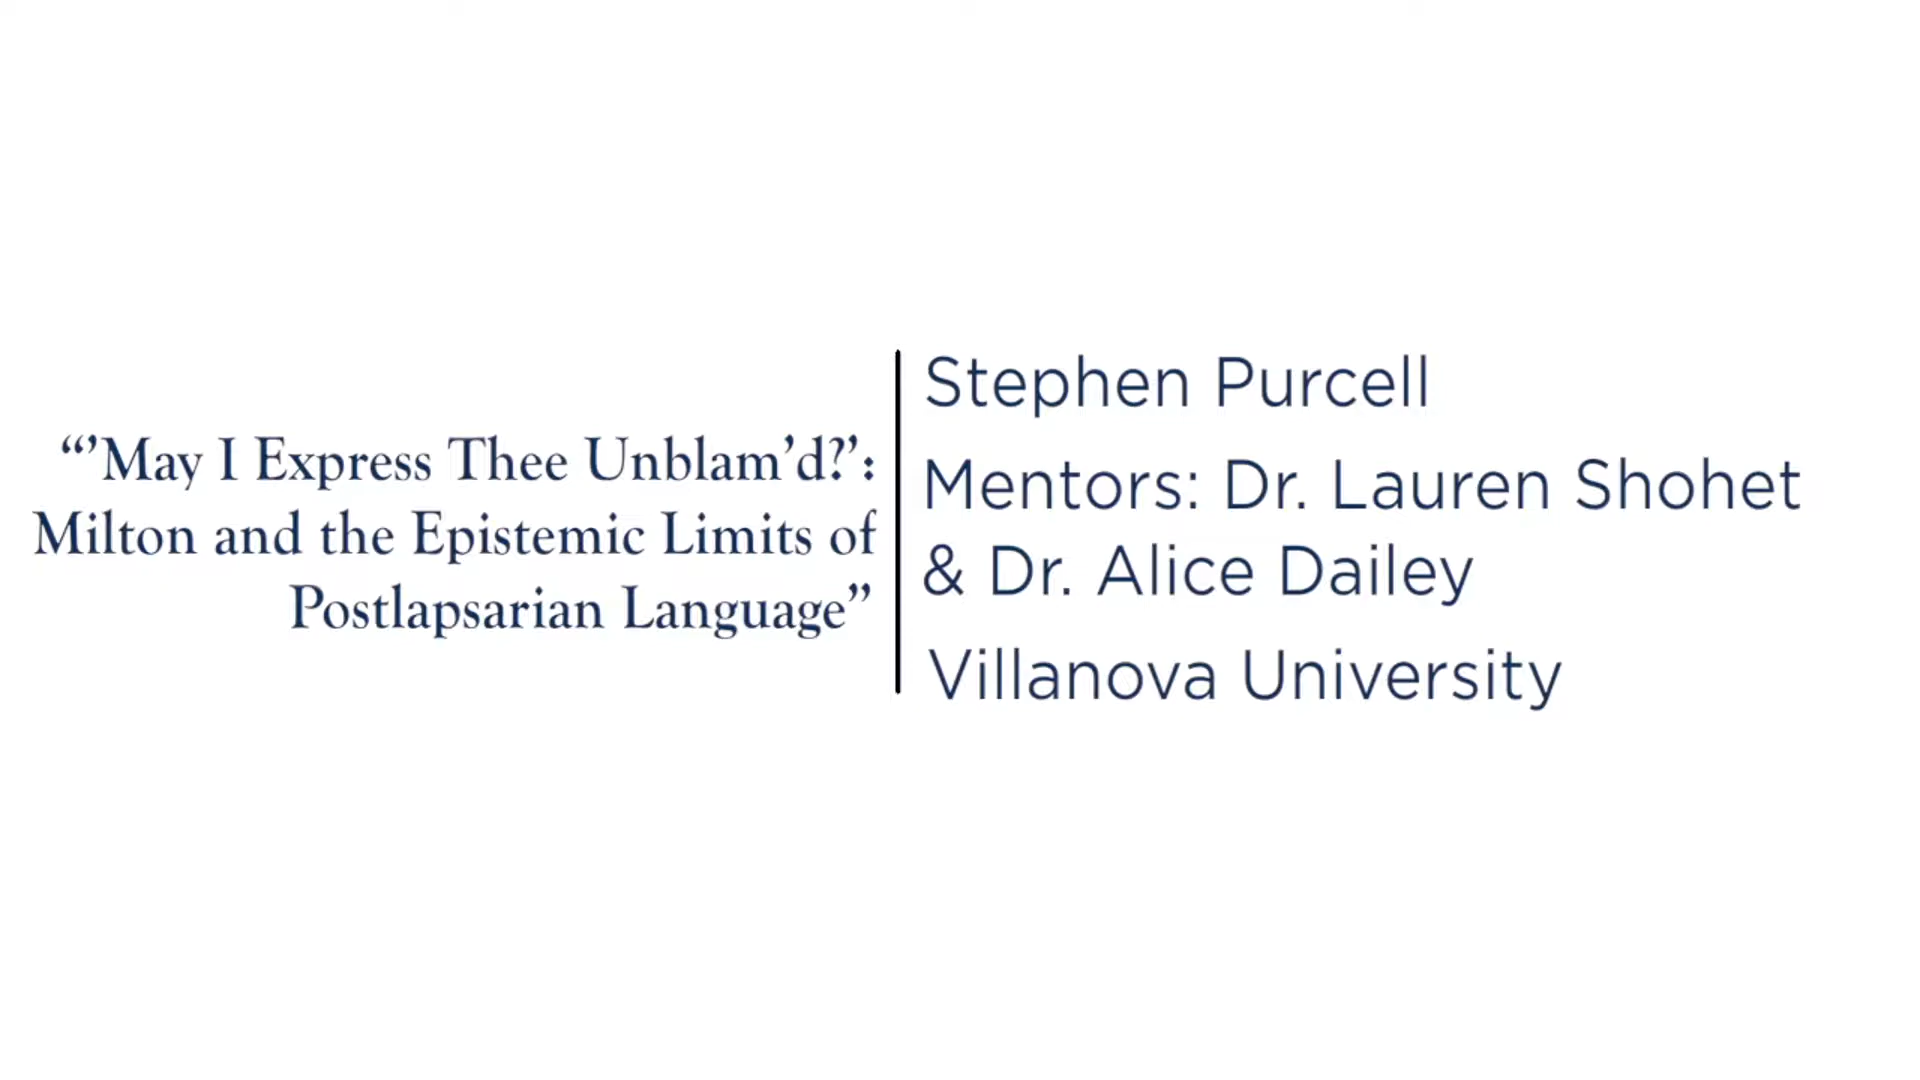 “’May I Express Thee Unblam’d?’:
Milton and the Epistemic Limits of
Postlapsarian Language”
Stephen Purcell
Mentors: Dr. Lauren Shohet
& Dr. Alice Dailey
Villanova University